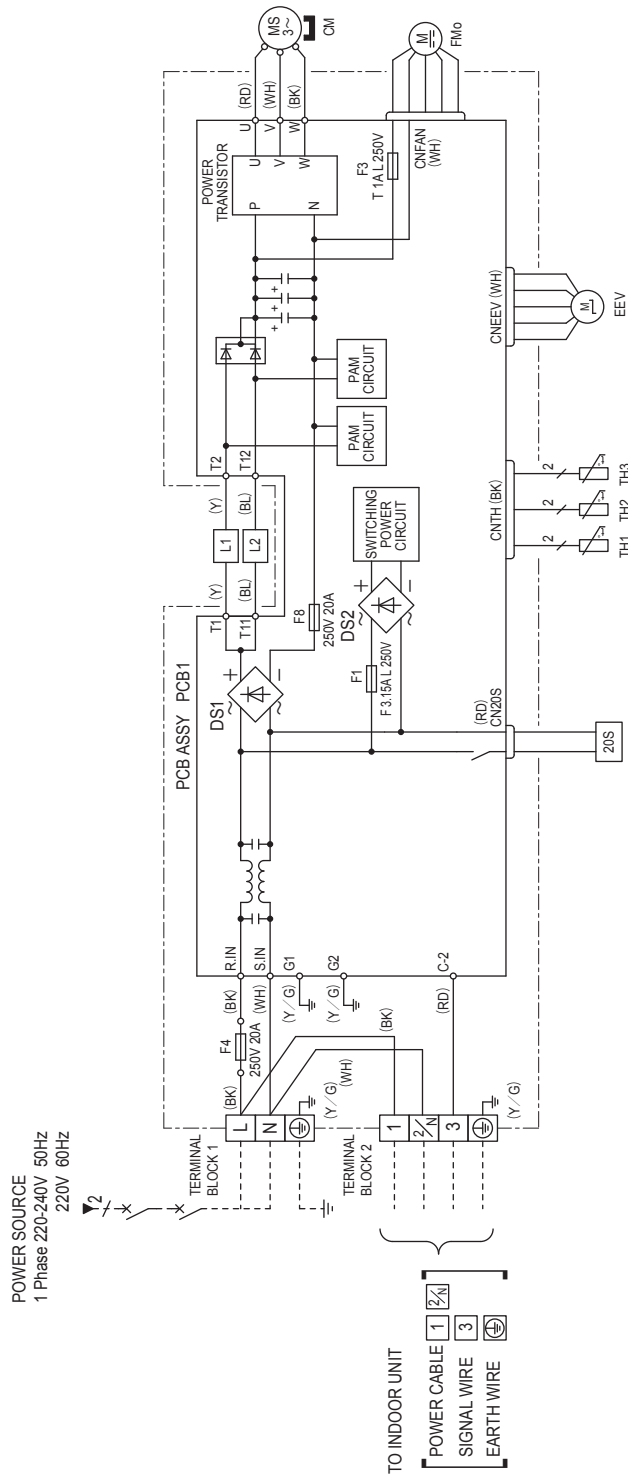 POWER SOURCE
1 Phase 220-240V 50Hz
220V 60Hz
2
TERMINAL
BLOCK 1
L
N
(BK)
F4
250V 20A
(BK)
(WH)
(Y/G)
(WH)
(Y/G)
(Y/G)
(BK)
(RD)
(Y/G)
TERMINAL
BLOCK 2
1
2/N
3
TO INDOOR UNIT
POWER CABLE 1 2/N
SIGNAL WIRE 3
EARTH WIRE
R.IN
S.IN
G1
G2
C-2
PCB ASSY PCB1
DS1
+
−
~
~
T1
T11
(Y)
(BL)
L1
L2
(Y)
(BL)
T2
T12
F8
250V 20A
F1
F 3.15A L 250V
DS2
+
−
~
~
SWITCHING
POWER
CIRCUIT
PAM
CIRCUIT
PAM
CIRCUIT
+
+
+
POWER
TRANSISTOR
P
N
U
V
W
U
V
W
(RD)
(WH)
(BK)
MS
3~
CM
F3
T 1A L 250V
CNFAN
(WH)
M
FMo
(RD)
CN20S
20S
CNTH (BK)
2
2
2
TH1
TH2
TH3
CNEEV (WH)
M
EEV